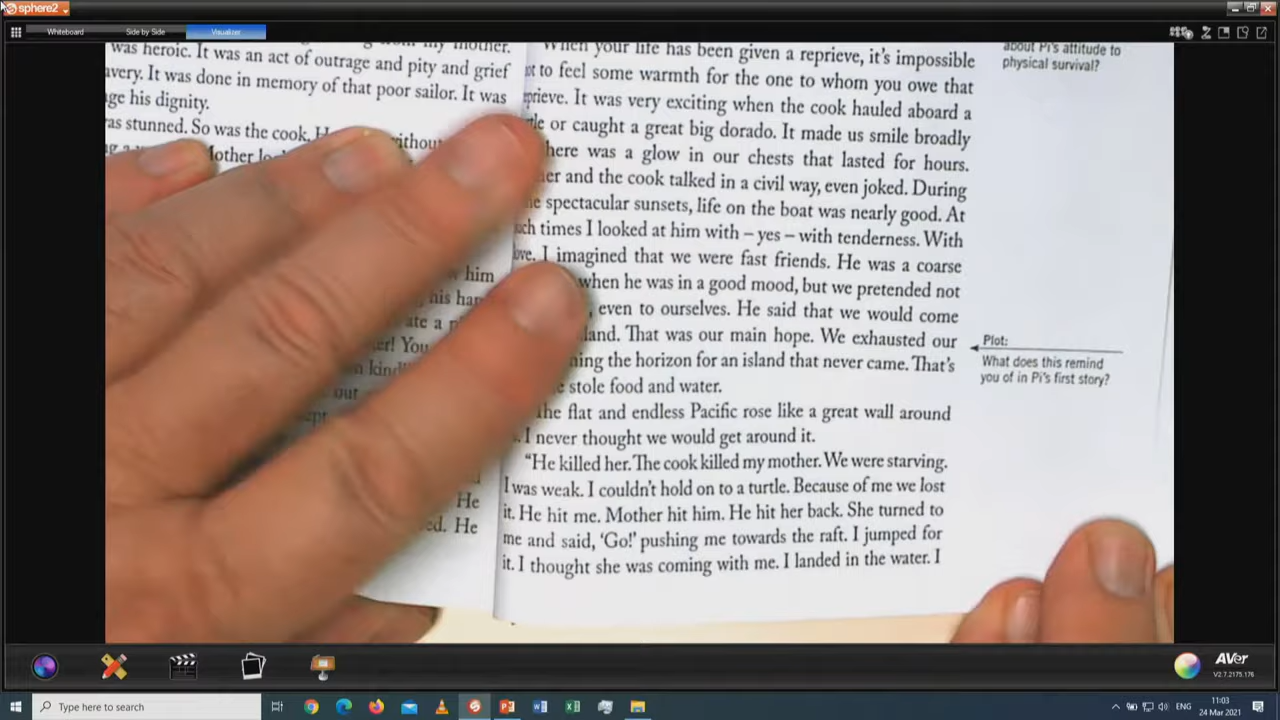 sphere2
Whiteboard
Side by Side
Visualiser
my mother.
was heroic. It was an act of outrage and pity and grief
avery. It was done in memory of that poor sailor. It was
ge his dignity.
as stunned. So was the cook. He
him
his
ate a
You
out
He
ed. He
When your life has been given a reprieve, it's impossible
to feel some warmth for the one to whom you owe that
prieve. It was very exciting when the cook hauled aboard a
or caught a great big dorado. It made us smile broadly
here was a glow in our chests that lasted for hours.
er and the cook talked in a civil way, even joked. During
spectacular sunsets, life on the boat was nearly good. At
times I looked at him with – yes – with tenderness. With
I imagined that we were fast friends. He was a coarse
when he was in a good mood, but we pretended not
, even to ourselves. He said that we would come
land. That was our main hope. We exhausted our
ning the horizon for an island that never came. That's
stole food and water.
The flat and endless Pacific rose like a great wall around
. I never thought we would get around it.
“He killed her. The cook killed my mother. We were starving.
I was weak. I couldn't hold on to a turtle. Because of me we lost
it. He hit me. Mother hit him. He hit her back. She turned to
me and said, ‘Go!’ pushing me towards the raft. I jumped for
it. I thought she was coming with me. I landed in the water. I
about Pi's attitude to
physical survival?
Plot:
What does this remind
you of in Pi's first story?
AVer
V2.7.2175.176
Type here to search
ENG
11:03
24 Mar 2021